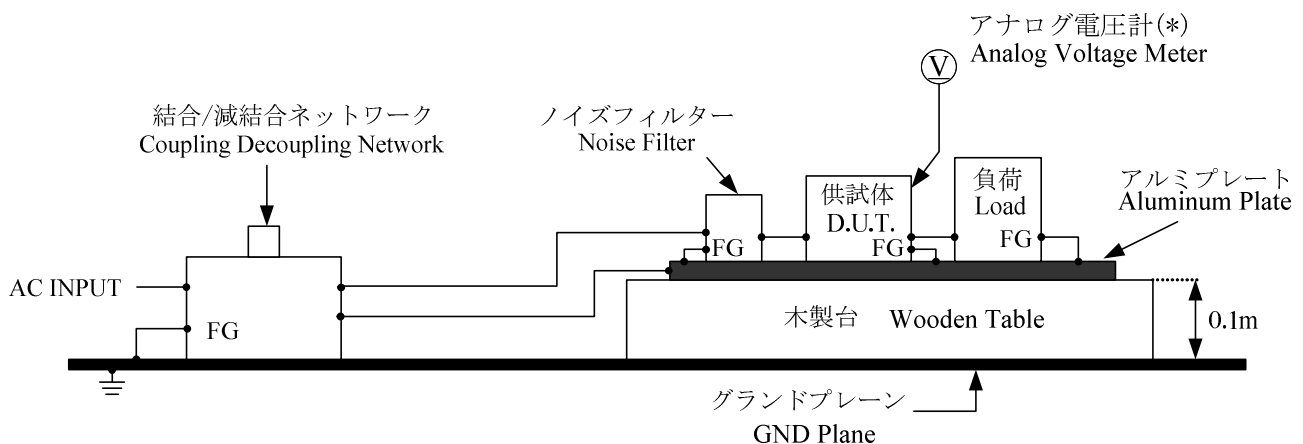 アナログ電圧計(*)
Analog Voltage Meter
V
結合/減結合ネットワーク
Coupling Decoupling Network
ノイズフィルター
Noise Filter
供試体
D.U.T.
負荷
Load
アルミプレート
Aluminum Plate
FG
FG
FG
AC INPUT
FG
木製台 Wooden Table
0.1m
グランドプレーン
GND Plane